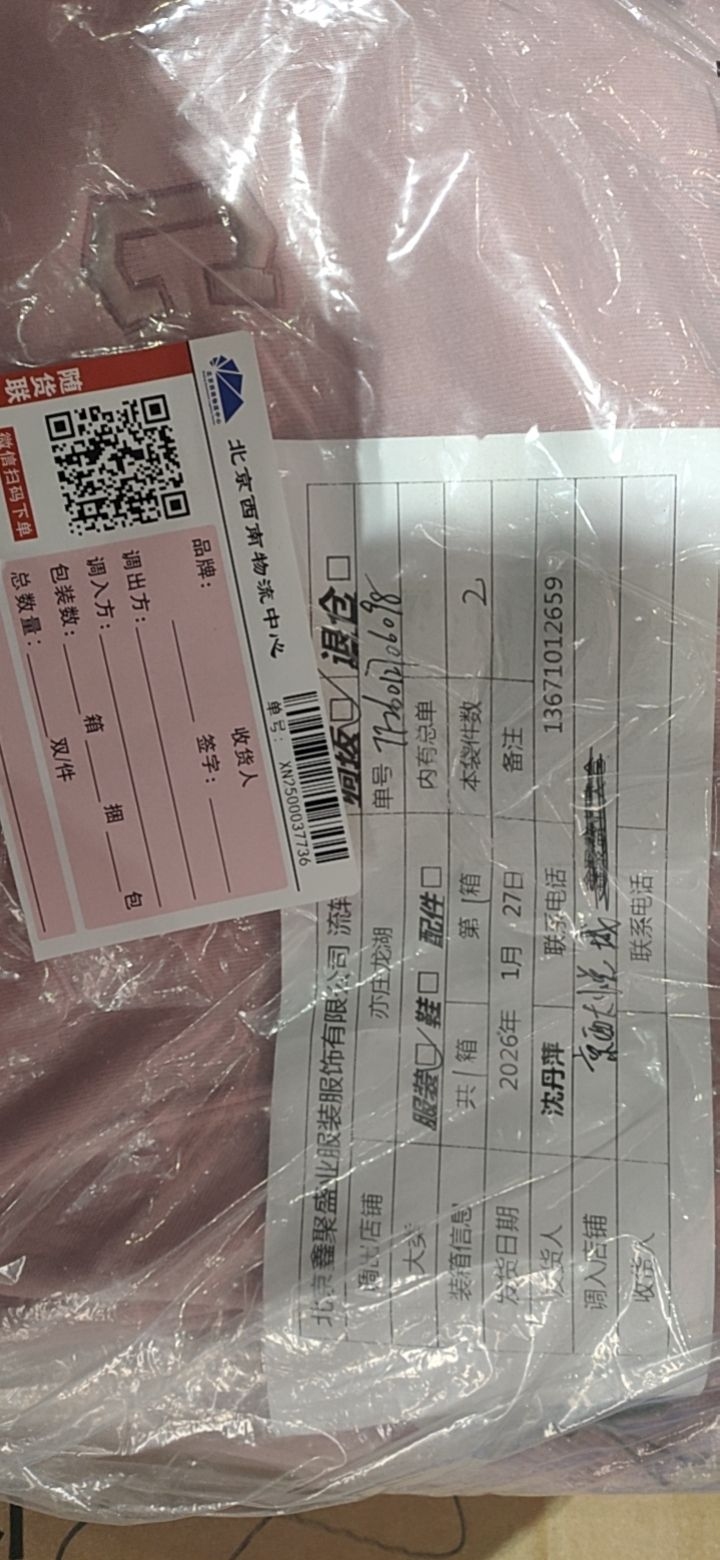 随货联
微信扫码下单
北京西南物流中心
单号：
XN2500037736
品牌：
收货人
签字：
调出方：
调入方：
包装数： 箱 捆 包
总数量： 双/件
北京鑫聚盛业服装服饰有限公司 流转
调拨☑ 退仓□
调出店铺 亦庄龙湖 单号
大类 服装☑ 鞋□ 配件□ 内有总单
装箱信息 共1箱 第1箱 本袋件数 2
发货日期 2026年 1月 27日 备注
发货人 沈丹萍 联系电话 13671012659
调入店铺 京西大悦城
收货人 联系电话